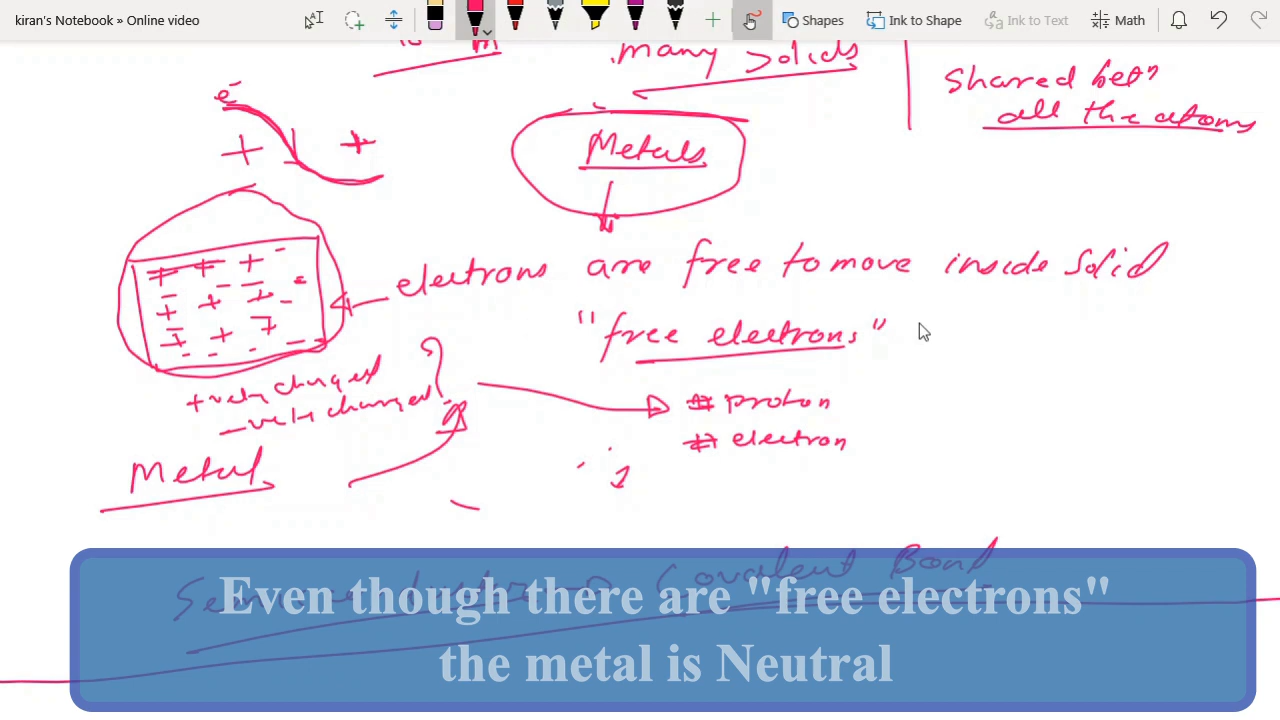 kiran's Notebook » Online video
Shapes
Ink to Shape
Ink to Text
Math
many solids
shared betn
all the atoms
e-
Metals
electrons are free to move inside solid
"free electrons"
+vely charged
-vely charged
# proton
# electron
Metal
Covalent Bond
Even though there are "free electrons"
the metal is Neutral